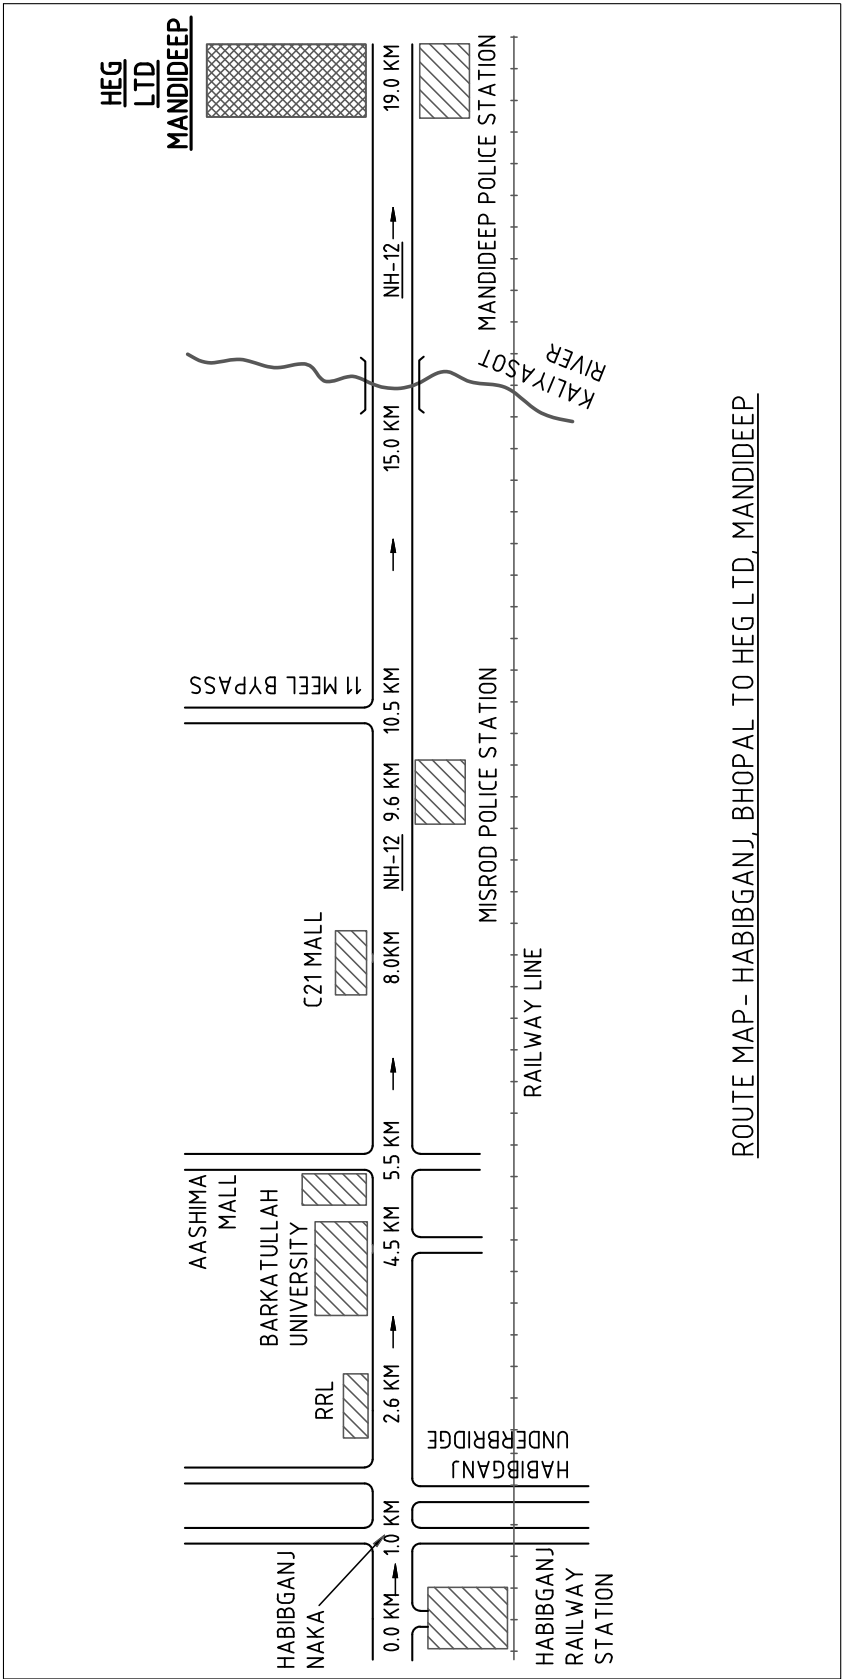 HEG
LTD
MANDIDEEP
19.0 KM
MANDIDEEP POLICE STATION
NH-12
KALIYASOT
RIVER
15.0 KM
11 MEEL BYPASS
10.5 KM
9.6 KM
MISROD POLICE STATION
NH-12
C21 MALL
8.0KM
RAILWAY LINE
5.5 KM
AASHIMA
MALL
4.5 KM
BARKATULLAH
UNIVERSITY
RRL
2.6 KM
HABIBGANJ
UNDERBRIDGE
1.0 KM
HABIBGANJ
NAKA
0.0 KM
HABIBGANJ
RAILWAY
STATION
ROUTE MAP- HABIBGANJ, BHOPAL TO HEG LTD, MANDIDEEP